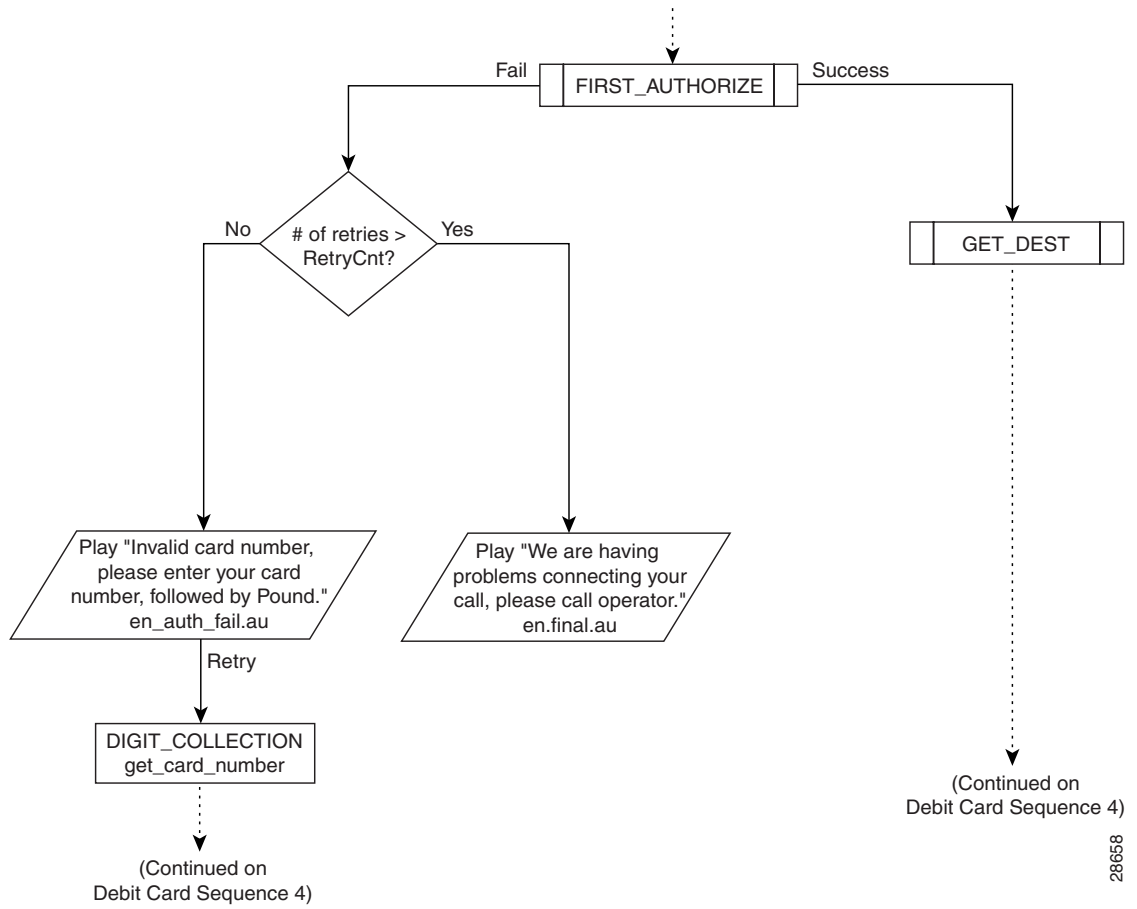 Fail
FIRST_AUTHORIZE
Success
No
# of retries >
RetryCnt?
Yes
GET_DEST
Play "Invalid card number,
please enter your card
number, followed by Pound."
en_auth_fail.au
Play "We are having
problems connecting your
call, please call operator."
en.final.au
Retry
DIGIT_COLLECTION
get_card_number
(Continued on
Debit Card Sequence 4)
(Continued on
Debit Card Sequence 4)
28658